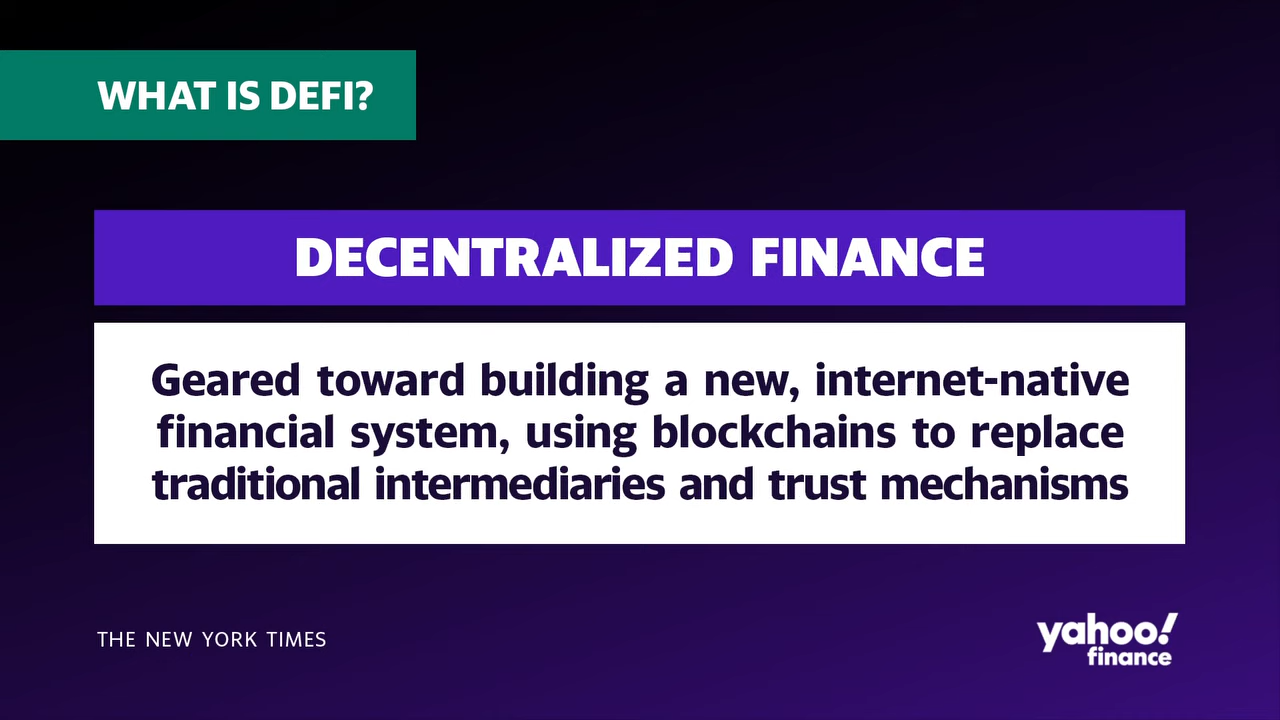 WHAT IS DEFI?
DECENTRALIZED FINANCE
Geared toward building a new, internet-native
financial system, using blockchains to replace
traditional intermediaries and trust mechanisms
THE NEW YORK TIMES
yahoo!
finance